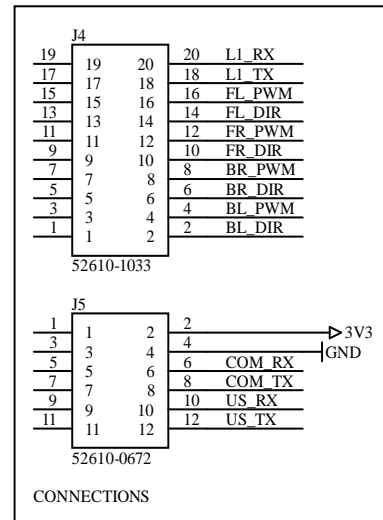 J4
19 19 20 20 L1_RX
17 17 18 18 L1_TX
15 15 16 16 FL_PWM
13 13 14 14 FL_DIR
11 11 12 12 FR_PWM
9 9 10 10 FR_DIR
7 7 8 8 BR_PWM
5 5 6 6 BR_DIR
3 3 4 4 BL_PWM
1 1 2 2 BL_DIR
52610-1033
J5
1 1 2 2 3V3
3 3 4 4 GND
5 5 6 6 COM_RX
7 7 8 8 COM_TX
9 9 10 10 US_RX
11 11 12 12 US_TX
52610-0672
CONNECTIONS